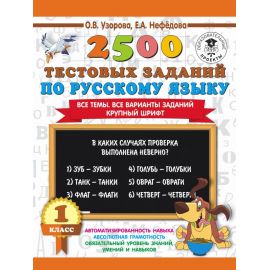 О.В. Узорова, Е.А. Нефёдова
2500
ТЕСТОВЫХ ЗАДАНИЙ
ПО РУССКОМУ ЯЗЫКУ
ВСЕ ТЕМЫ. ВСЕ ВАРИАНТЫ ЗАДАНИЙ
КРУПНЫЙ ШРИФТ
В КАКИХ СЛУЧАЯХ ПРОВЕРКА
ВЫПОЛНЕНА НЕВЕРНО?
1) ЗУБ – ЗУБКИ
2) ТАНК – ТАНКИ
3) ФЛАГ – ФЛАГИ
4) ГОЛУБЬ – ГОЛУБКИ
5) ОВРАГ – ОВРАГИ
6) ЧЕТВЕРГ – ЧЕТВЕРГИ
1
КЛАСС
АВТОМАТИЗИРОВАННОСТЬ НАВЫКА
АБСОЛЮТНАЯ ГРАМОТНОСТЬ
ОБЯЗАТЕЛЬНЫЙ УРОВЕНЬ ЗНАНИЙ,
УМЕНИЙ И НАВЫКОВ